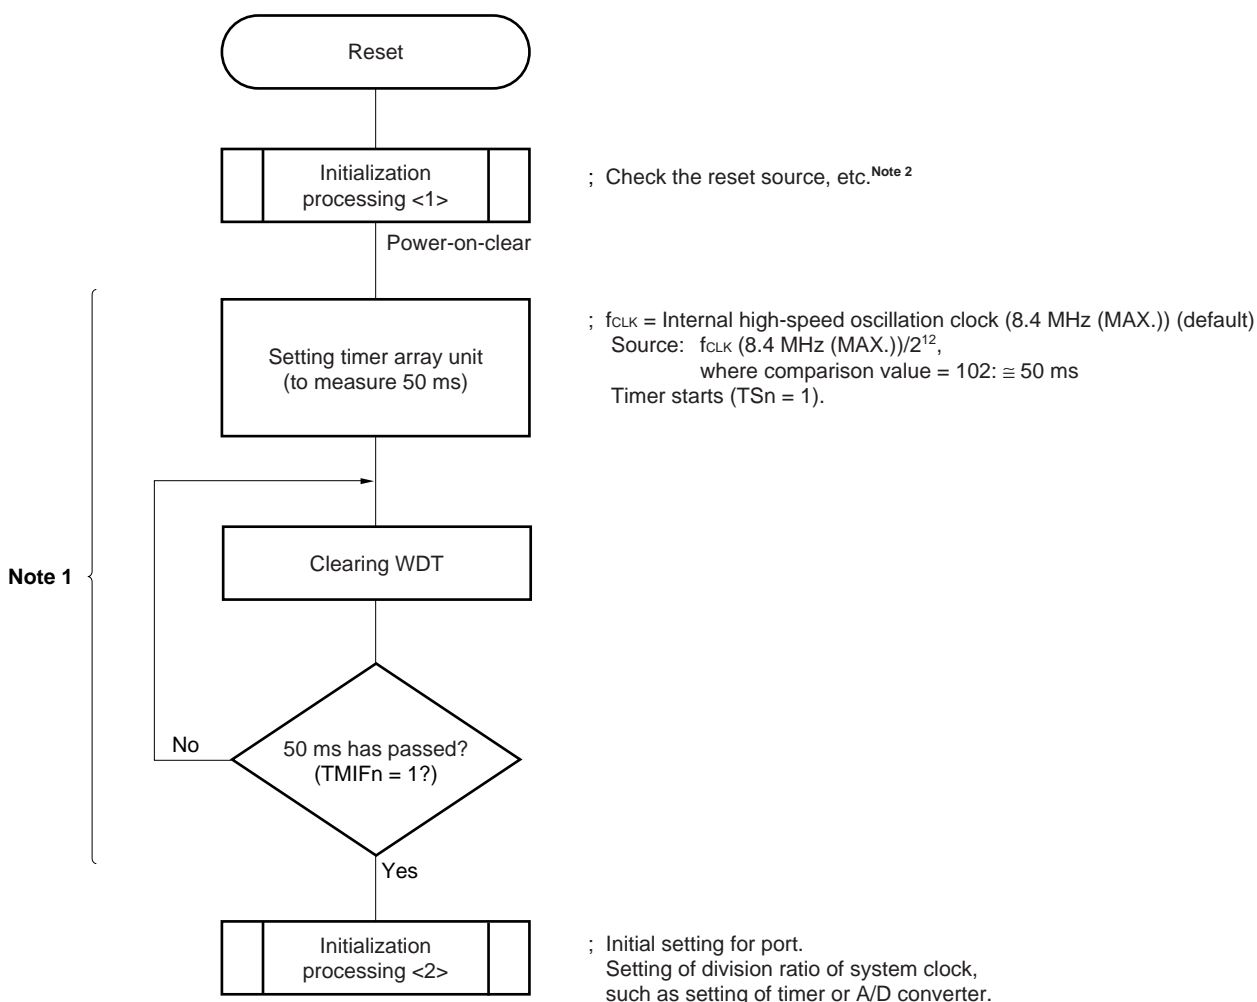 Reset
Initialization
processing <1>
; Check the reset source, etc.Note 2
Power-on-clear
Setting timer array unit
(to measure 50 ms)
; fCLK = Internal high-speed oscillation clock (8.4 MHz (MAX.)) (default)
Source: fCLK (8.4 MHz (MAX.))/2¹²,
where comparison value = 102: ≅ 50 ms
Timer starts (TSn = 1).
Note 1
Clearing WDT
No
50 ms has passed?
(TMIFn = 1?)
Yes
Initialization
processing <2>
; Initial setting for port.
Setting of division ratio of system clock,
such as setting of timer or A/D converter.